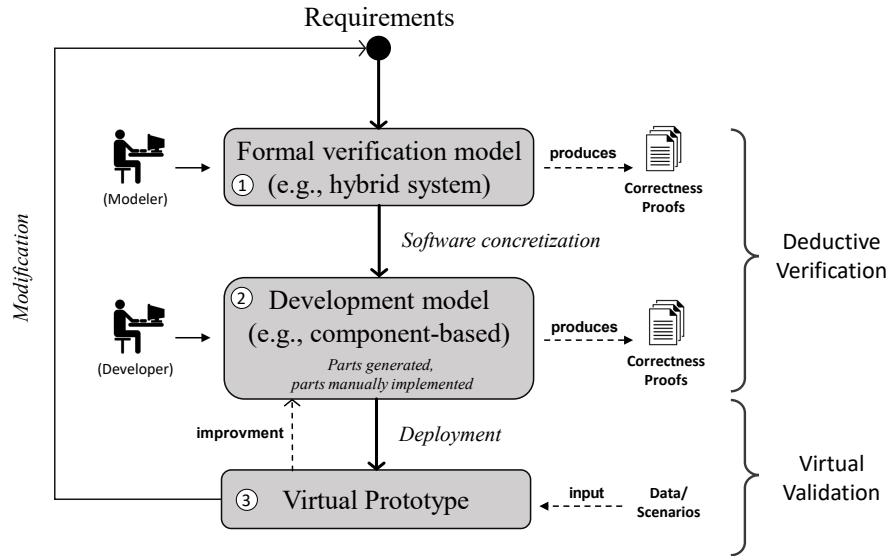 Requirements
Formal verification model
(e.g., hybrid system)
1
(Modeler)
produces
Correctness
Proofs
Software concretization
Deductive
Verification
Modification
2
Development model
(e.g., component-based)
Parts generated,
parts manually implemented
(Developer)
produces
Correctness
Proofs
improvment
Deployment
3
Virtual Prototype
input
Data/
Scenarios
Virtual
Validation